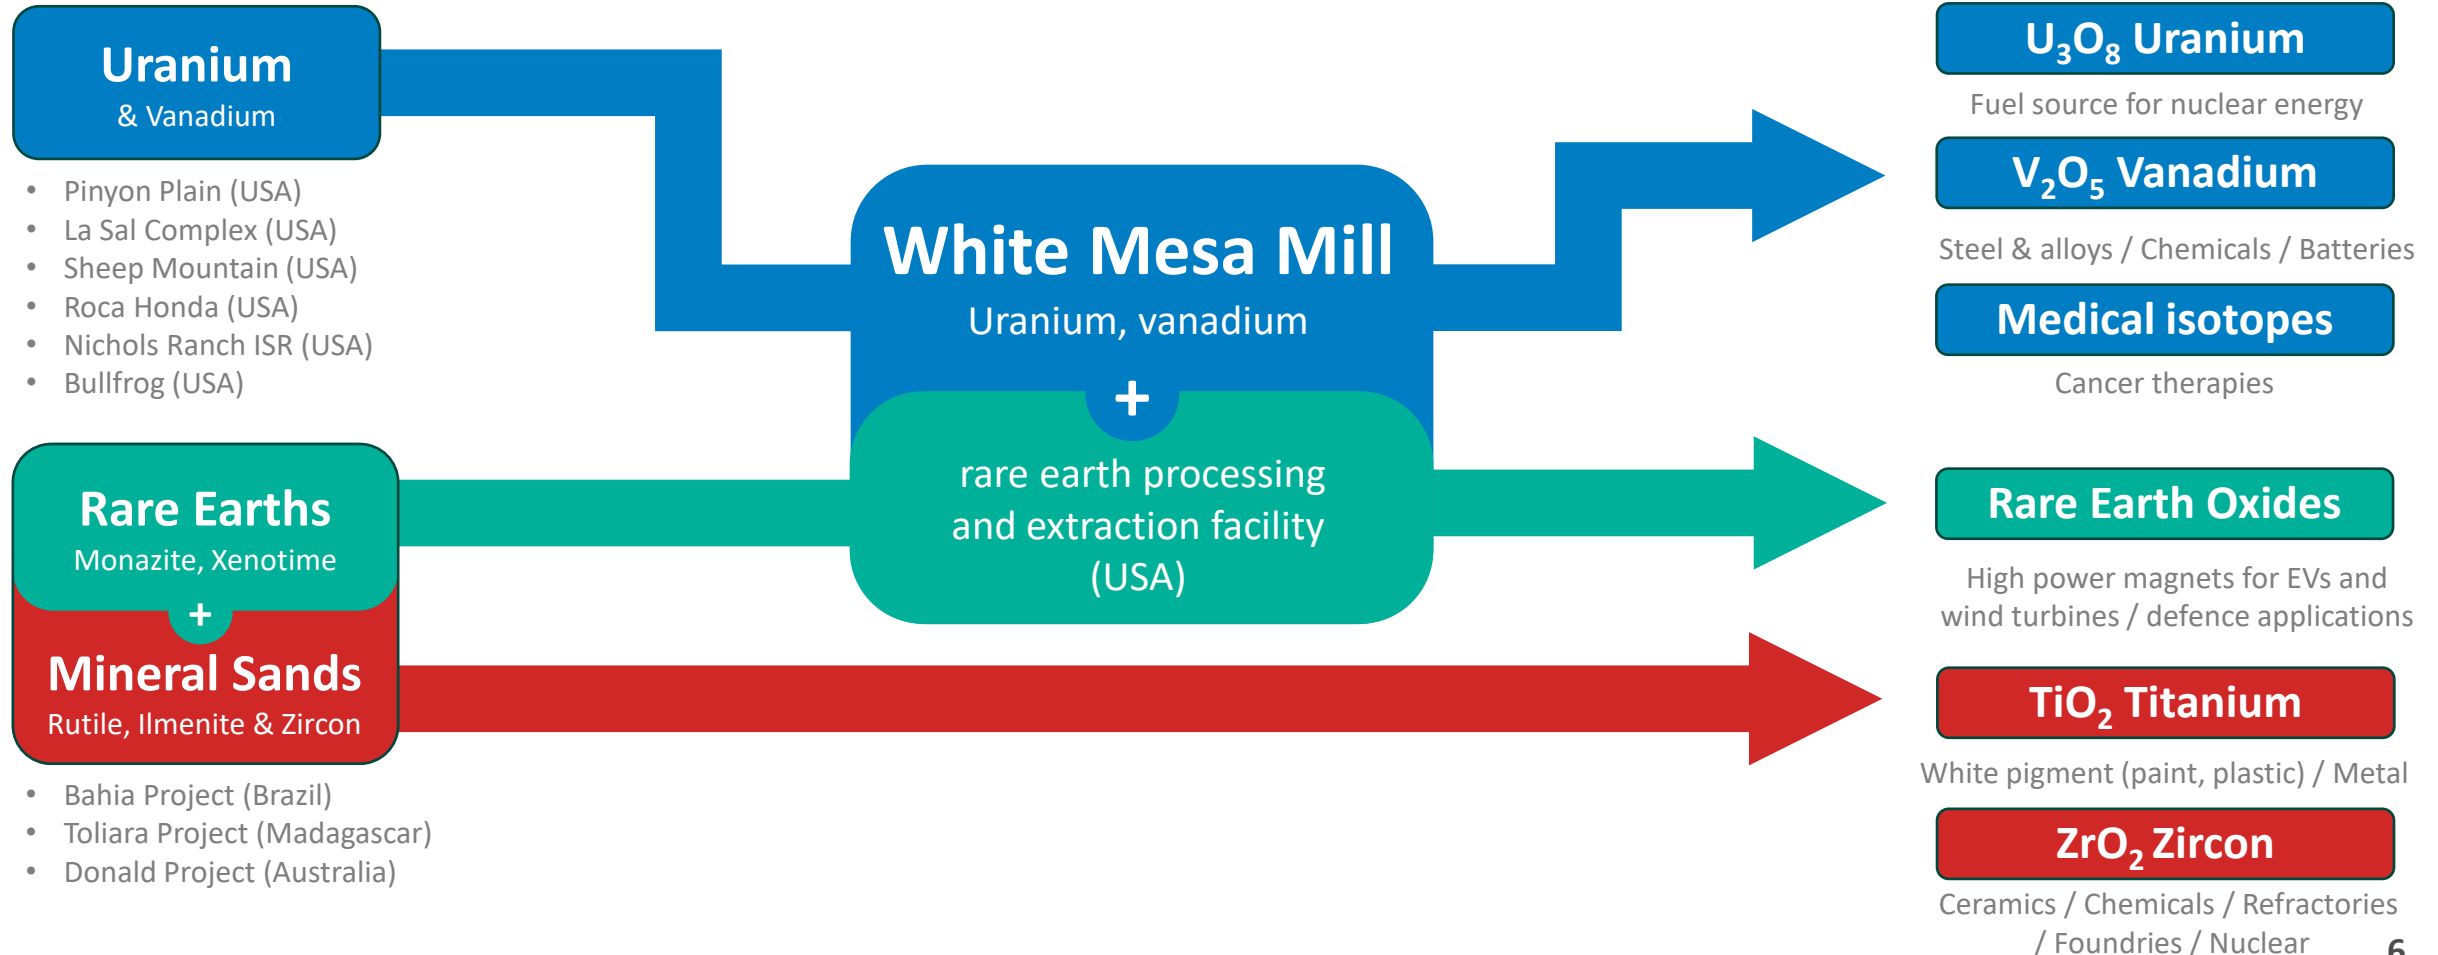 Uranium
& Vanadium
• Pinyon Plain (USA)
• La Sal Complex (USA)
• Sheep Mountain (USA)
• Roca Honda (USA)
• Nichols Ranch ISR (USA)
• Bullfrog (USA)
Rare Earths
Monazite, Xenotime
+
Mineral Sands
Rutile, Ilmenite & Zircon
• Bahia Project (Brazil)
• Toliara Project (Madagascar)
• Donald Project (Australia)
White Mesa Mill
Uranium, vanadium
+
rare earth processing
and extraction facility
(USA)
U₃O₈ Uranium
Fuel source for nuclear energy
V₂O₅ Vanadium
Steel & alloys / Chemicals / Batteries
Medical isotopes
Cancer therapies
Rare Earth Oxides
High power magnets for EVs and
wind turbines / defence applications
TiO₂ Titanium
White pigment (paint, plastic) / Metal
ZrO₂ Zircon
Ceramics / Chemicals / Refractories
/ Foundries / Nuclear
6